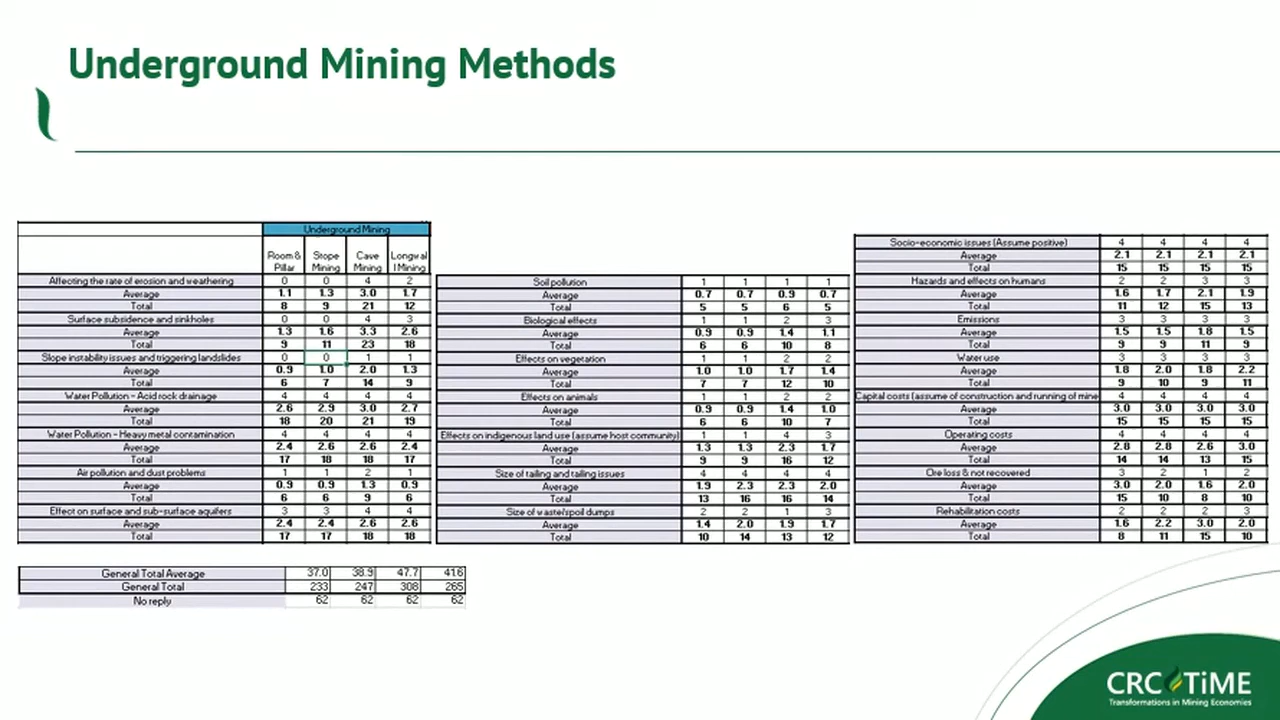 Underground Mining Methods
Underground Mining
Room & Pillar Stope Mining Cave Mining Longwal l Mining
Affecting the rate of erosion and weathering 0 0 4 2
Average 1.1 1.3 3.0 1.7
Total 8 9 21 12
Surface subsidence and sinkholes 0 0 4 3
Average 1.3 1.6 3.3 2.6
Total 9 11 23 18
Slope instability issues and triggering landslides 0 0 1 1
Average 0.9 1.0 2.0 1.3
Total 6 7 14 9
Water Pollution - Acid rock drainage 4 4 4 4
Average 2.6 2.9 3.0 2.7
Total 18 20 21 19
Water Pollution - Heavy metal contamination 4 4 4 4
Average 2.4 2.6 2.6 2.4
Total 17 18 18 17
Air pollution and dust problems 1 1 2 1
Average 0.9 0.9 1.3 0.9
Total 6 6 9 6
Effect on surface and sub-surface aquifers 3 3 4 4
Average 2.4 2.4 2.6 2.6
Total 17 17 18 18
Soil pollution 1 1 1 1
Average 0.7 0.7 0.9 0.7
Total 5 5 6 5
Biological effects 1 1 2 3
Average 0.9 0.9 1.4 1.1
Total 6 6 10 8
Effects on vegetation 1 1 2 2
Average 1.0 1.0 1.7 1.4
Total 7 7 12 10
Effects on animals 1 1 2 2
Average 0.9 0.9 1.4 1.0
Total 6 6 10 7
Effects on indigenous land use (assume host community) 1 1 4 3
Average 1.3 1.3 2.3 1.7
Total 9 9 16 12
Size of tailing and tailing issues 4 4 4 4
Average 1.9 2.3 2.3 2.0
Total 13 16 16 14
Size of waste/spoil dumps 2 2 1 3
Average 1.4 2.0 1.9 1.7
Total 10 14 13 12
Socio-economic issues (Assume positive) 4 4 4 4
Average 2.1 2.1 2.1 2.1
Total 15 15 15 15
Hazards and effects on humans 2 2 3 3
Average 1.6 1.7 2.1 1.9
Total 11 12 15 13
Emissions 3 3 3 3
Average 1.5 1.5 1.8 1.5
Total 9 9 11 9
Water use 3 3 3 3
Average 1.8 2.0 1.8 2.2
Total 9 10 9 11
Capital costs (assume of construction and running of mine 4 4 4 4
Average 3.0 3.0 3.0 3.0
Total 15 15 15 15
Operating costs 4 4 4 4
Average 2.8 2.8 2.6 3.0
Total 14 14 13 15
Ore loss & not recovered 3 2 1 2
Average 3.0 2.0 1.6 2.0
Total 15 10 8 10
Rehabilitation costs 2 2 2 3
Average 1.6 2.2 3.0 2.0
Total 8 11 15 10
General Total Average 37.0 38.9 47.7 41.6
General Total 233 247 308 265
No reply 62 62 62 62
CRC TiME
Transformations in Mining Economies